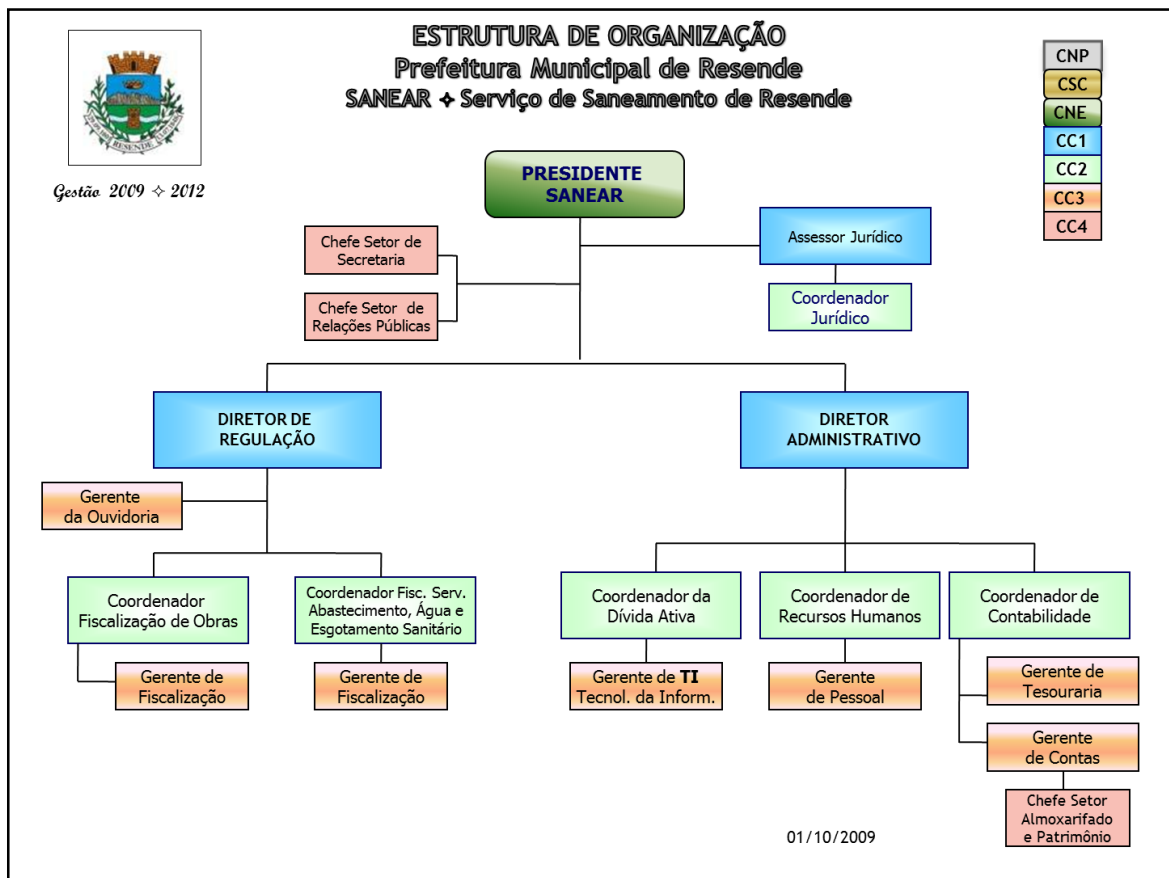 ESTRUTURA DE ORGANIZAÇÃO
Prefeitura Municipal de Resende
SANEAR ✦ Serviço de Saneamento de Resende
RESENDE
Gestão 2009 ✧ 2012
CNP
CSC
CNE
CC1
CC2
CC3
CC4
PRESIDENTE
SANEAR
Chefe Setor de
Secretaria
Assessor Jurídico
Chefe Setor de
Relações Públicas
Coordenador
Jurídico
DIRETOR DE
REGULAÇÃO
DIRETOR
ADMINISTRATIVO
Gerente
da Ouvidoria
Coordenador
Fiscalização de Obras
Coordenador Fisc. Serv.
Abastecimento, Água e
Esgotamento Sanitário
Coordenador da
Dívida Ativa
Coordenador de
Recursos Humanos
Coordenador de
Contabilidade
Gerente de
Fiscalização
Gerente de
Fiscalização
Gerente de TI
Tecnol. da Inform.
Gerente
de Pessoal
Gerente de
Tesouraria
Gerente
de Contas
Chefe Setor
Almoxarifado
e Patrimônio
01/10/2009